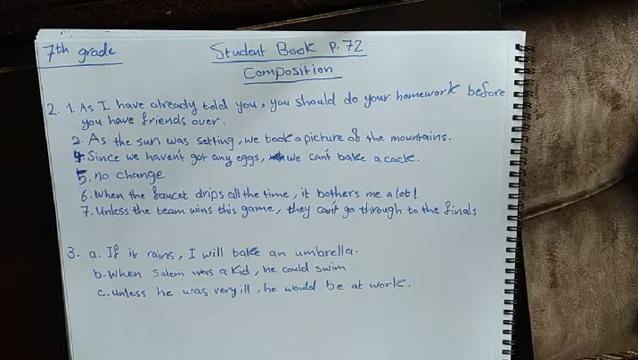 7th grade
Student Book P.72
Composition
2. 1. As I have already told you, you should do your homework before
you have friends over.
2. As the sun was setting, we took a picture of the mountains.
4. Since we haven't got any eggs, we can't bake a cack.
5. no change
6. When the faucet drips all the time, it bothers me a lot!
7. Unless the team wins this game, they can't go through to the finals
3. a. If it rains, I will take an umbrella.
b. When Salem was a kid, he could swim.
c. Unless he was very ill, he would be at work.